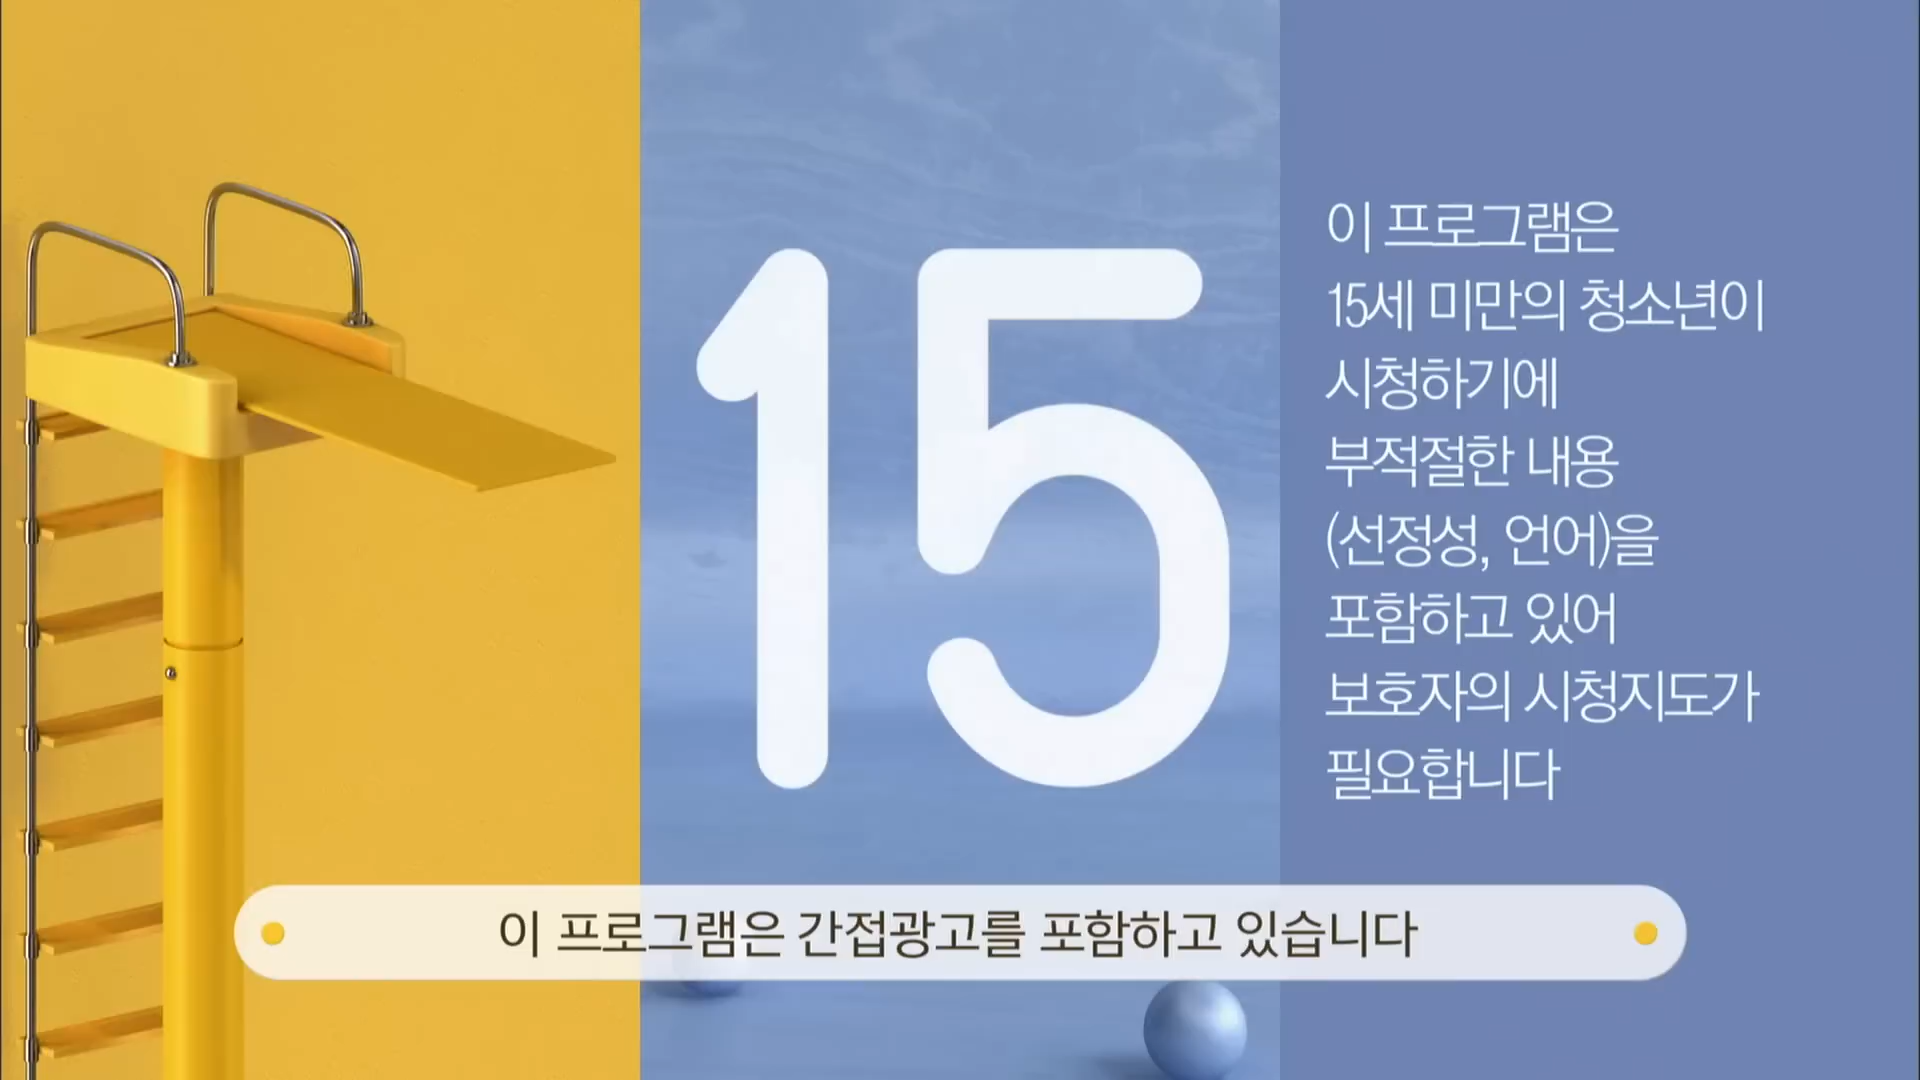 15
이 프로그램은
15세 미만의 청소년이
시청하기에
부적절한 내용
(선정성, 언어)을
포함하고 있어
보호자의 시청지도가
필요합니다
이 프로그램은 간접광고를 포함하고 있습니다